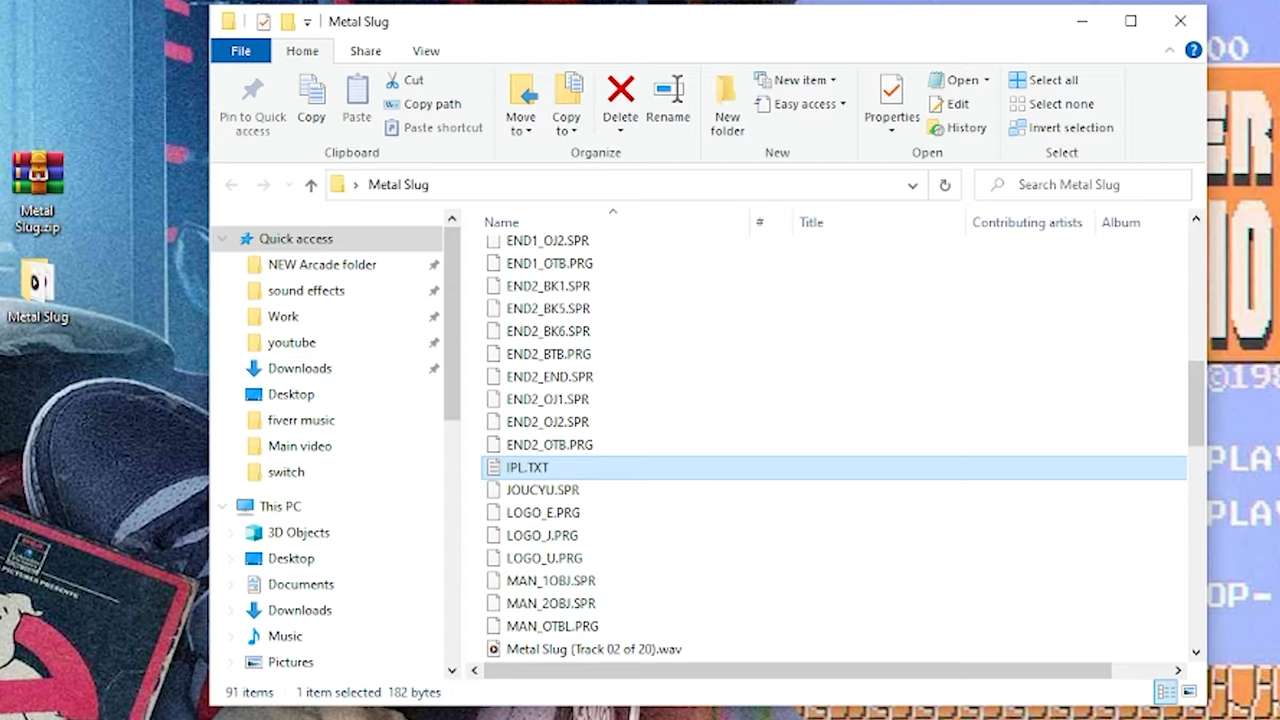 Metal Slug
File Home Share View
Pin to Quick access
Copy
Paste
Cut
Copy path
Paste shortcut
Move to
Copy to
Delete
Rename
New folder
New item
Easy access
Properties
Open
Edit
History
Select all
Select none
Invert selection
Clipboard Organize New Open Select
Metal Slug
Search Metal Slug
Metal Slug.zip
Metal Slug
Quick access
NEW Arcade folder
sound effects
Work
youtube
Downloads
Desktop
fiverr music
Main video
switch
This PC
3D Objects
Desktop
Documents
Downloads
Music
Pictures
Name # Title Contributing artists Album
END1_OJ2.SPR
END1_OTB.PRG
END2_BK1.SPR
END2_BK5.SPR
END2_BK6.SPR
END2_BTB.PRG
END2_END.SPR
END2_OJ1.SPR
END2_OJ2.SPR
END2_OTB.PRG
IPL.TXT
JOUCYU.SPR
LOGO_E.PRG
LOGO_J.PRG
LOGO_U.PRG
MAN_1OBJ.SPR
MAN_2OBJ.SPR
MAN_OTBL.PRG
Metal Slug (Track 02 of 20).wav
91 items 1 item selected 182 bytes
00
ER
IO
©198
PLAY
PLAY
OP-